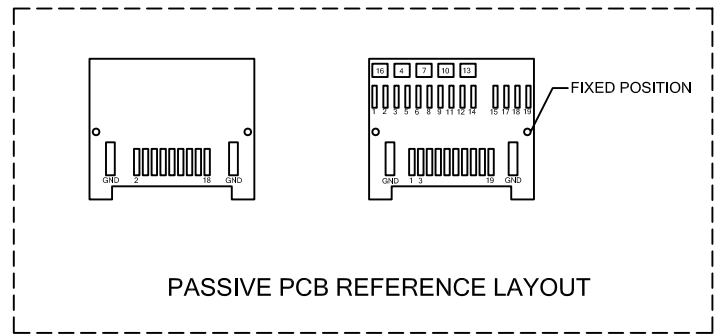 16 4 7 10 13
1 2 3 5 6 8 9 11 12 14 15 17 18 19
FIXED POSITION
GND 2 18 GND
GND 1 3 19 GND
PASSIVE PCB REFERENCE LAYOUT